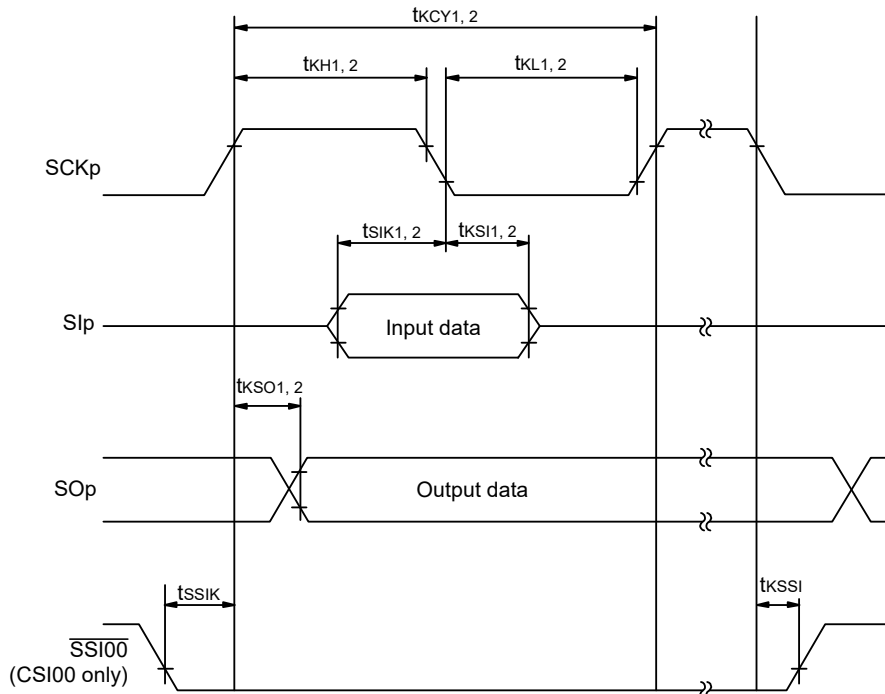 tKCY1, 2
tKH1, 2
tKL1, 2
SCKp
tSIK1, 2
tKSI1, 2
SIp
Input data
tKSO1, 2
SOp
Output data
tSSIK
tKSSI
SSI00
(CSI00 only)